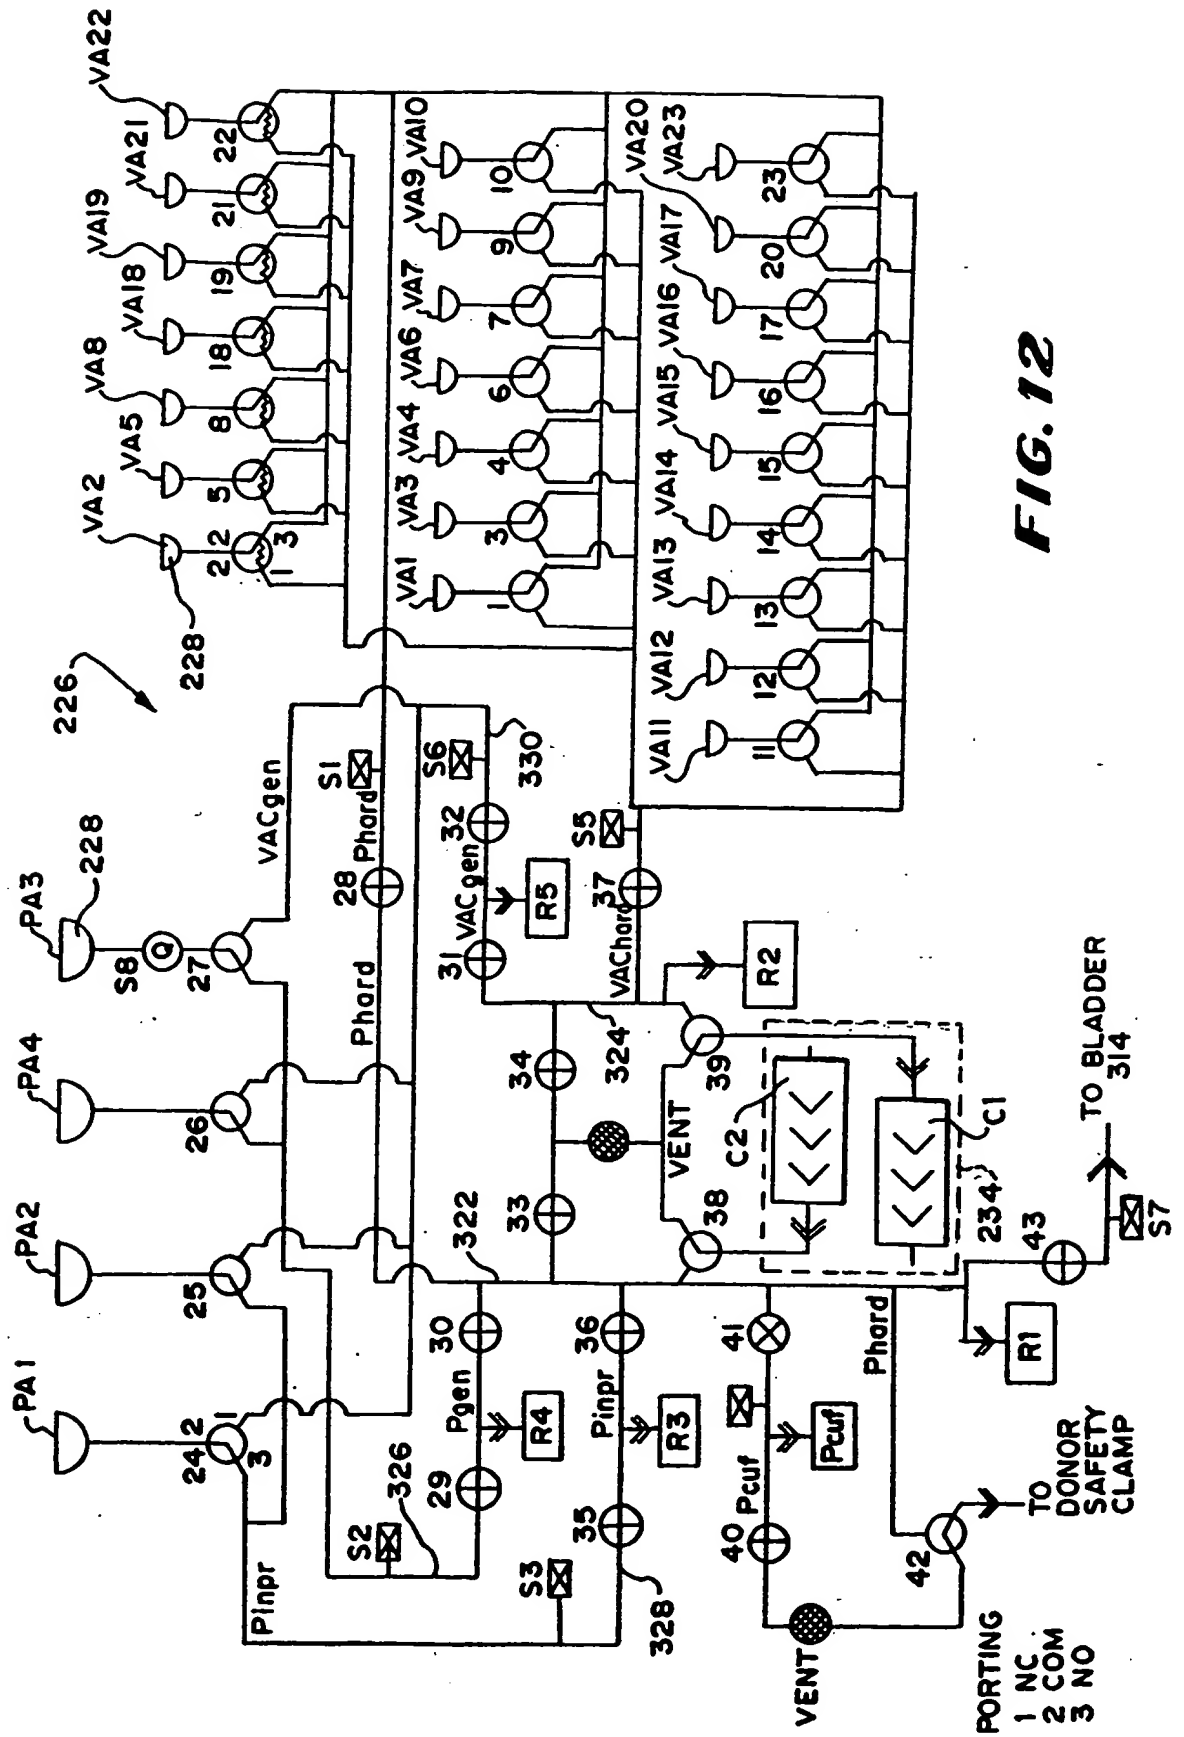 226
228
VA2
VA5
VA8
VA18
VA19
VA21
VA22
2
2
1
3
5
8
18
19
21
22
VA1
VA3
VA4
VA6
VA7
VA9
VA10
1
3
4
6
7
9
10
VA11
VA12
VA13
VA14
VA15
VA16
VA17
VA20
VA23
11
12
13
14
15
16
17
20
23
PA1
PA2
PA4
PA3
228
S8
Q
24
2
1
3
25
26
27
VACgen
Pinpr
S1
Phard
28
Phard
S6
330
32
VACgen
31
R5
S5
37
VAChard
R2
324
34
33
322
VENT
39
38
C2
C1
234
S2
326
29
Pgen
30
R4
S3
328
35
Pinpr
36
R3
40
Pcuf
41
Pcuf
VENT
42
Phard
R1
43
S7
TO BLADDER
314
TO
DONOR
SAFETY
CLAMP
PORTING
1 NC
2 COM
3 NO
FIG. 12